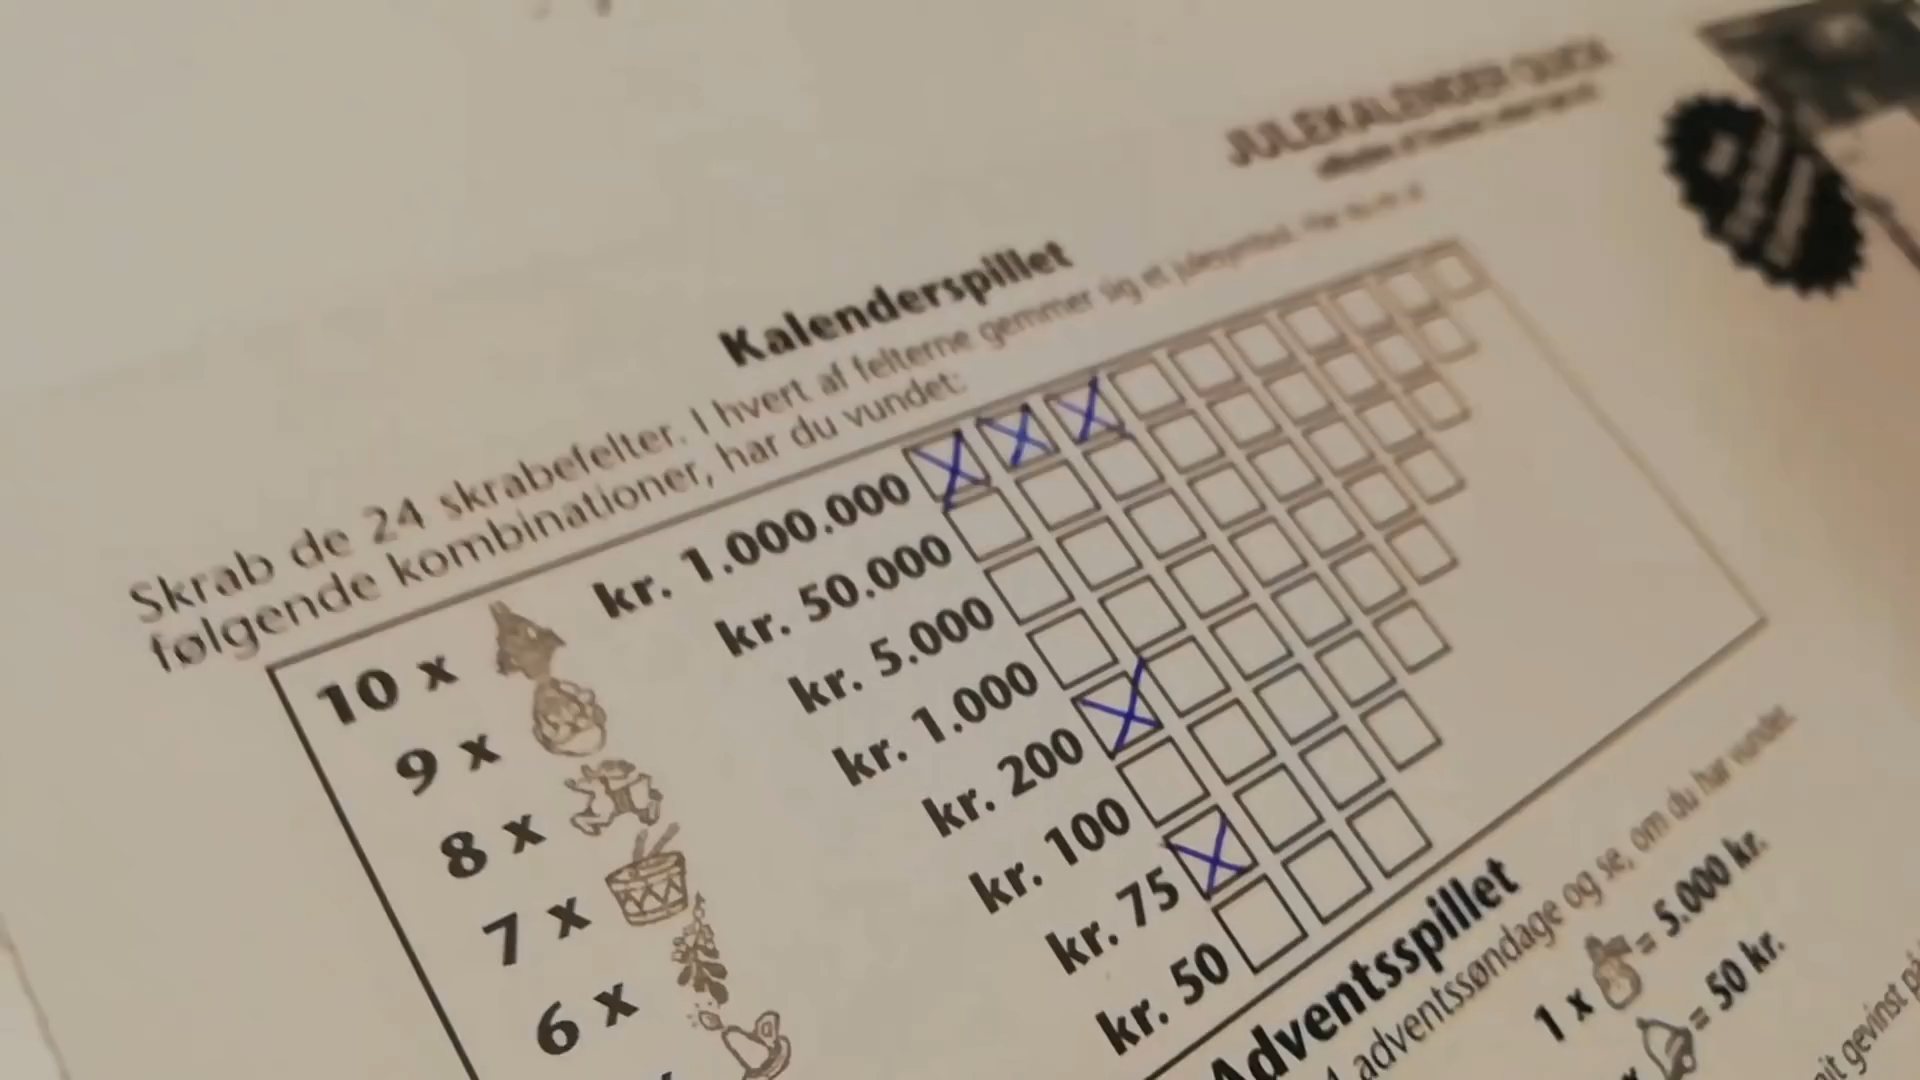 JULEKALENDER QUICK
Kalenderspillet
Skrab de 24 skrabefelter. I hvert af felterne gemmer sig et julesymbol.
følgende kombinationer, har du vundet:
10 x kr. 1.000.000
9 x kr. 50.000
8 x kr. 5.000
7 x kr. 1.000
6 x kr. 200
kr. 100
kr. 75
kr. 50
Adventsspillet
adventssøndage og se, om du har vundet.
1 x = 5.000 kr.
x = 50 kr.
gevinst på